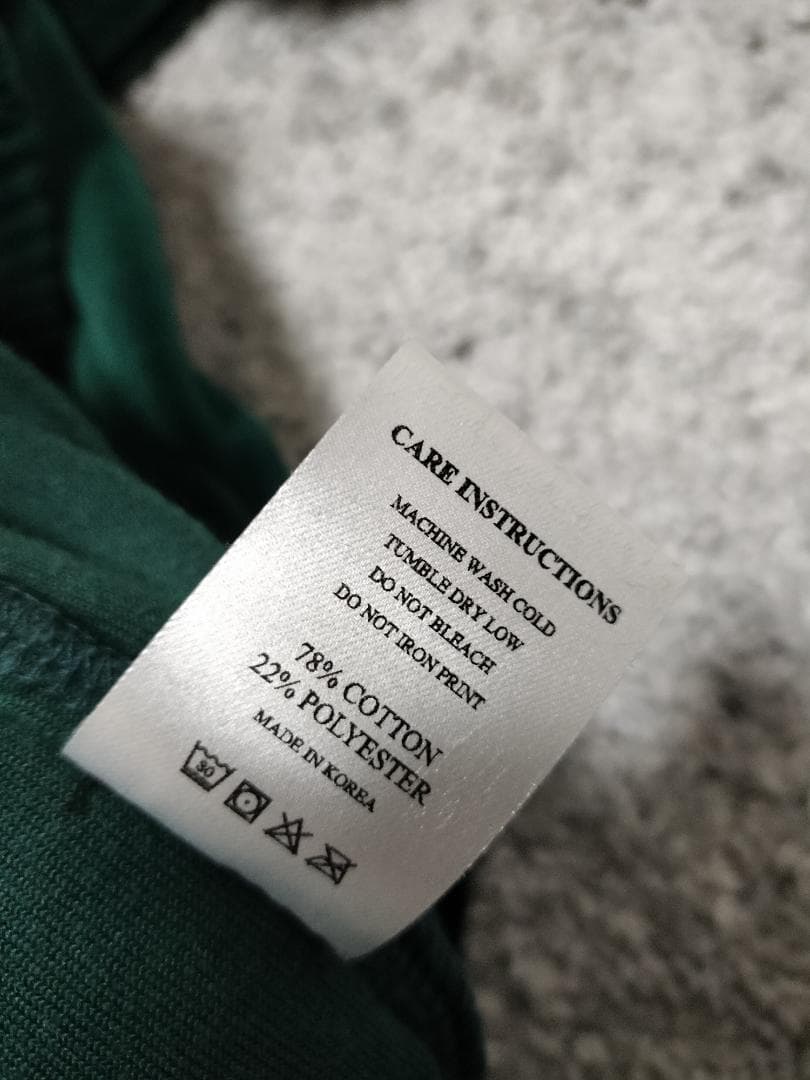 CARE INSTRUCTIONS
MACHINE WASH COLD
TUMBLE DRY LOW
DO NOT BLEACH
DO NOT IRON PRINT
78% COTTON
22% POLYESTER
MADE IN KOREA
30